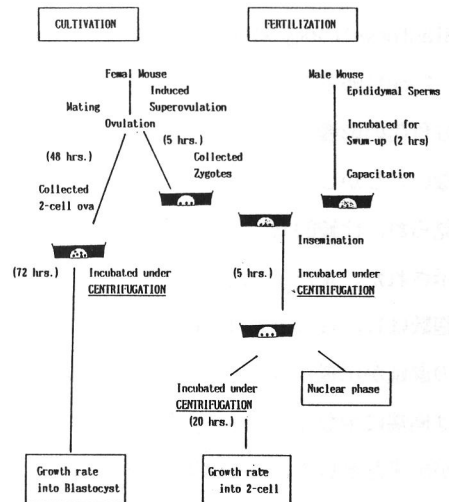 CULTIVATION
FERTILIZATION
Femal Mouse
Mating
Induced
Superovulation
Ovulation
(48 hrs.)
(5 hrs.)
Collected
Zygotes
Collected
2-cell ova
(72 hrs.)
Incubated under
CENTRIFUGATION
Growth rate
into Blastocyst
Male Mouse
Epididymal Sperms
Incubated for
Swum-up (2 hrs)
Capacitation
Insemination
(5 hrs.)
Incubated under
CENTRIFUGATION
Incubated under
CENTRIFUGATION
(20 hrs.)
Nuclear phase
Growth rate
into 2-cell